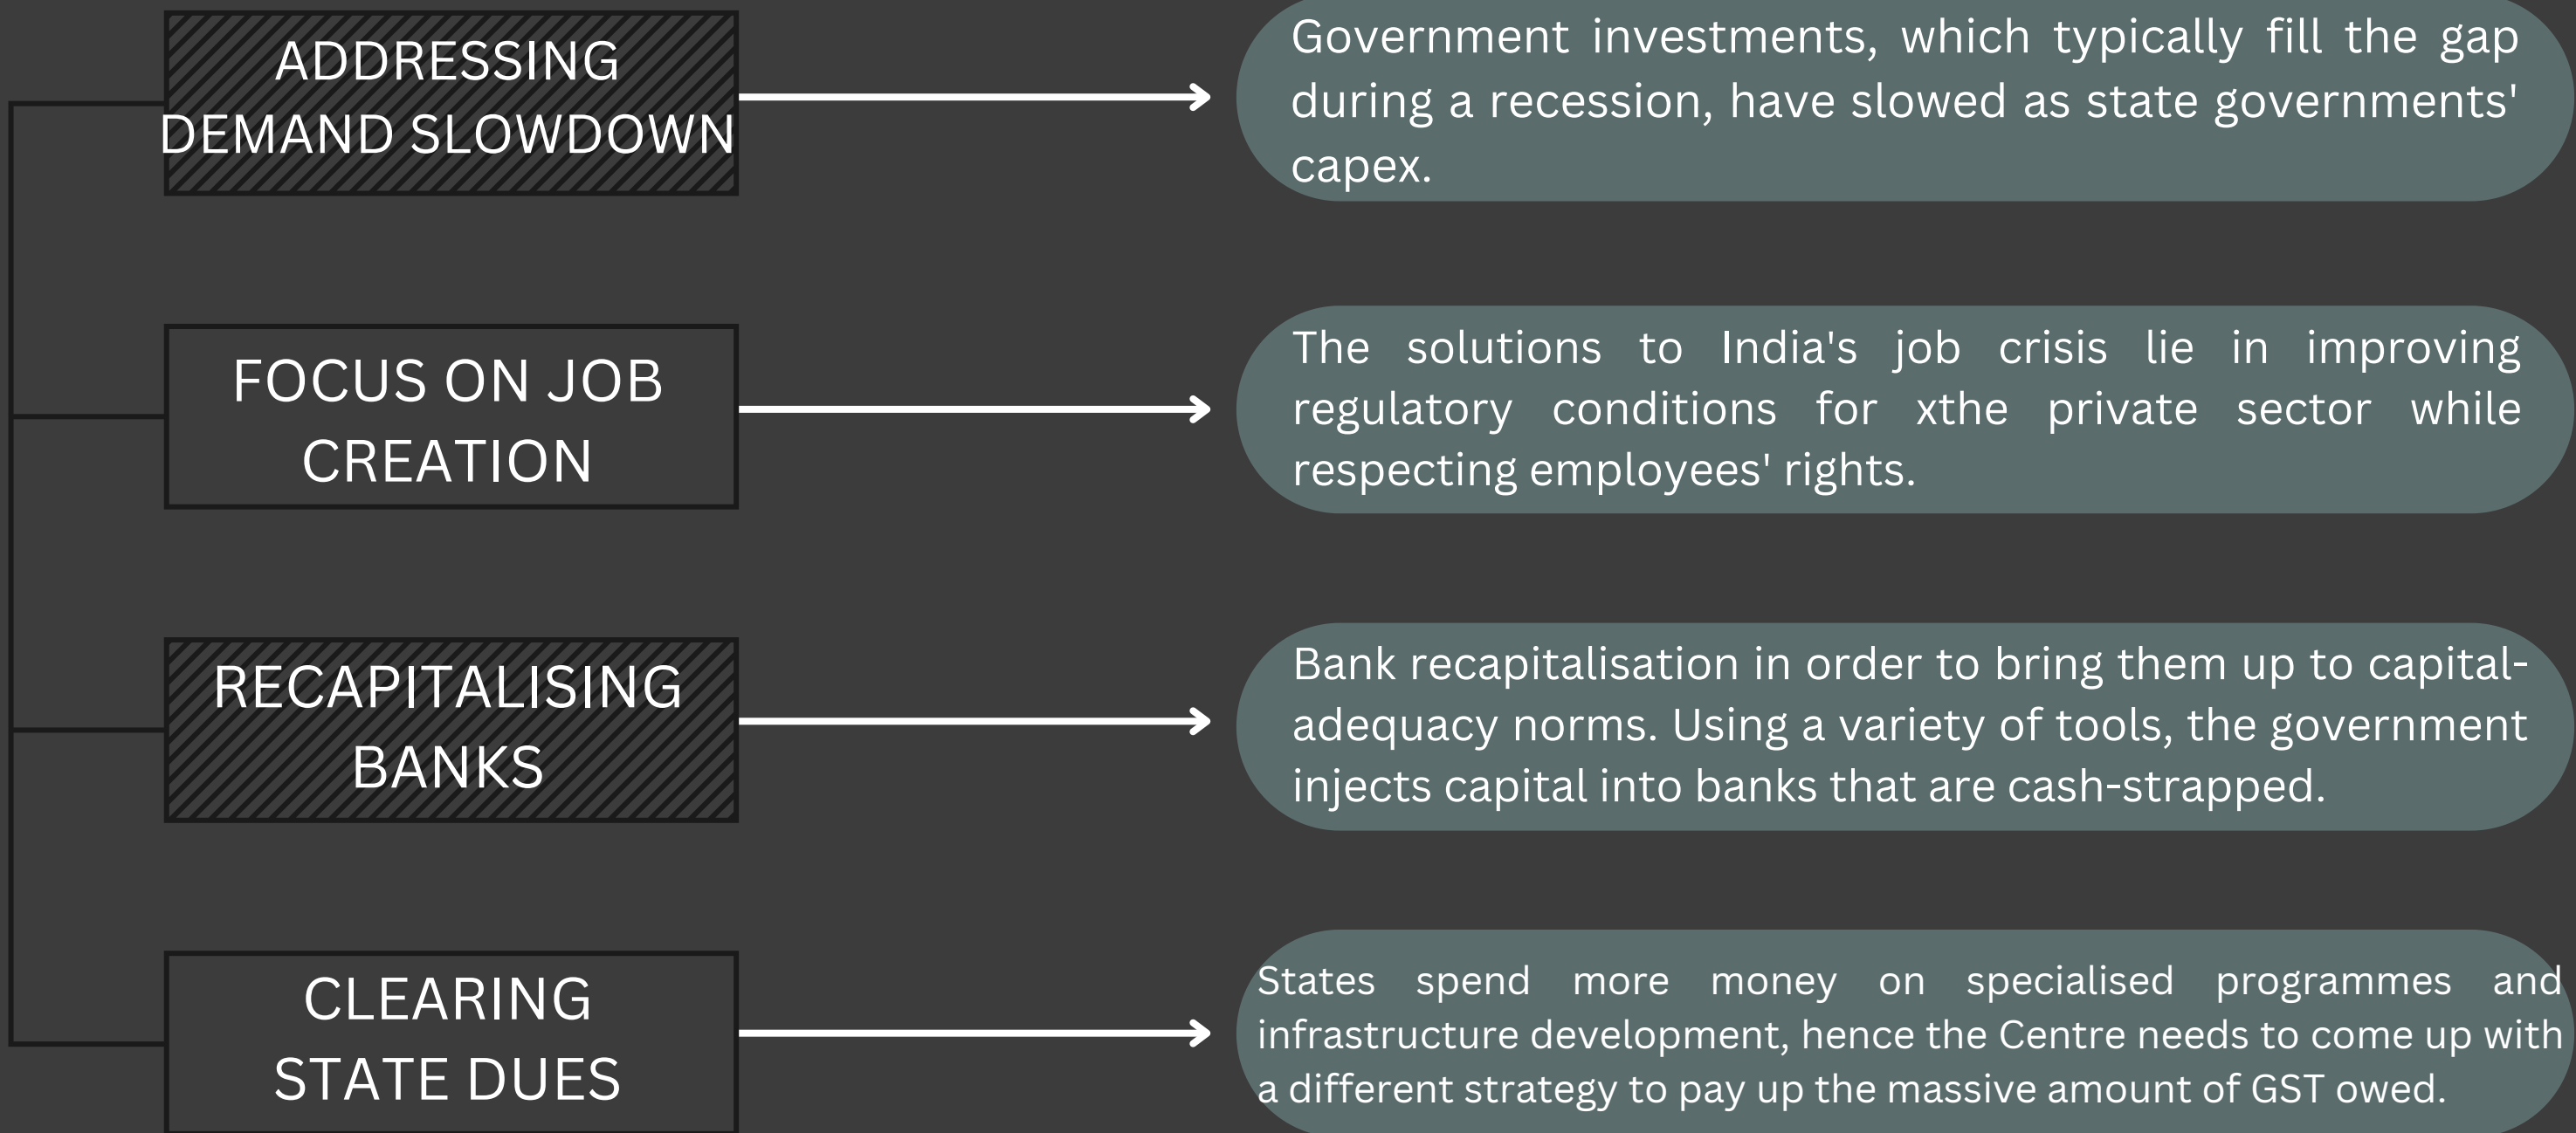 ADDRESSING
DEMAND SLOWDOWN
Government investments, which typically fill the gap
during a recession, have slowed as state governments'
capex.
FOCUS ON JOB
CREATION
The solutions to India's job crisis lie in improving
regulatory conditions for xthe private sector while
respecting employees' rights.
RECAPITALISING
BANKS
Bank recapitalisation in order to bring them up to capital-
adequacy norms. Using a variety of tools, the government
injects capital into banks that are cash-strapped.
CLEARING
STATE DUES
States spend more money on specialised programmes and
infrastructure development, hence the Centre needs to come up with
a different strategy to pay up the massive amount of GST owed.